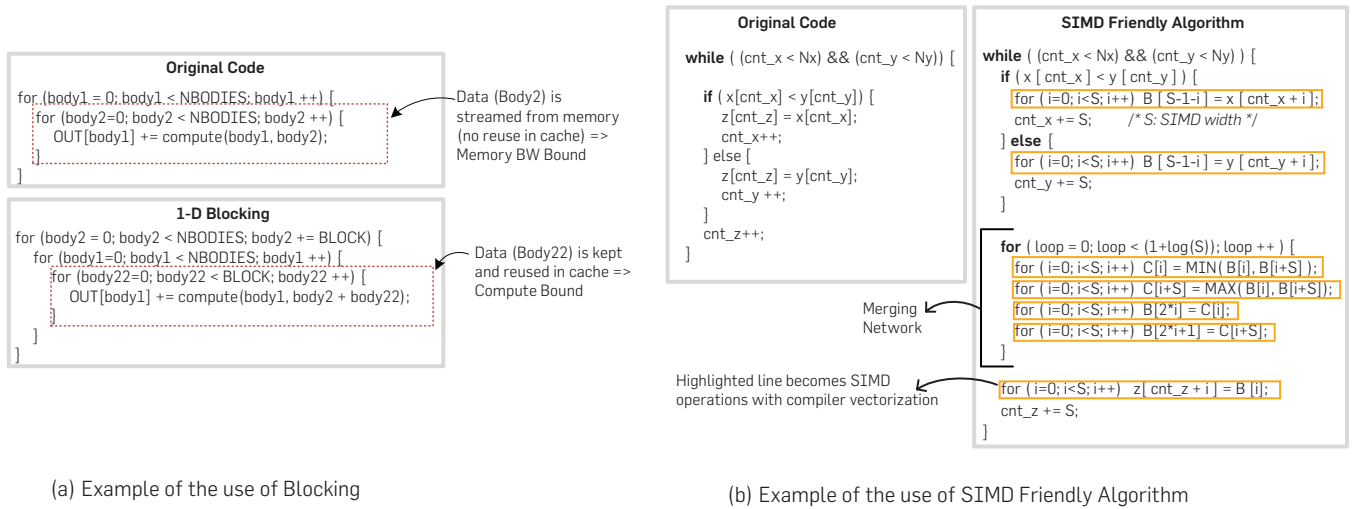 Original Code
for (body1 = 0; body1 < NBODIES; body1 ++) [
for (body2=0; body2 < NBODIES; body2 ++) [
OUT[body1] += compute(body1, body2);
]
]
Data (Body2) is
streamed from memory
(no reuse in cache) =>
Memory BW Bound
1-D Blocking
for (body2 = 0; body2 < NBODIES; body2 += BLOCK) [
for (body1=0; body1 < NBODIES; body1 ++) [
for (body22=0; body22 < BLOCK; body22 ++) [
OUT[body1] += compute(body1, body2 + body22);
]
]
]
Data (Body22) is kept
and reused in cache =>
Compute Bound
(a) Example of the use of Blocking
Original Code
while ( (cnt_x < Nx) && (cnt_y < Ny)) [
if ( x[cnt_x] < y[cnt_y]) [
z[cnt_z] = x[cnt_x];
cnt_x++;
] else [
z[cnt_z] = y[cnt_y];
cnt_y ++;
]
cnt_z++;
]
SIMD Friendly Algorithm
while ( (cnt_x < Nx) && (cnt_y < Ny) ) [
if ( x [ cnt_x ] < y [ cnt_y ] ) [
for ( i=0; i<S; i++) B [ S-1-i ] = x [ cnt_x + i ];
cnt_x += S; /* S: SIMD width */
] else [
for ( i=0; i<S; i++) B [ S-1-i ] = y [ cnt_y + i ];
cnt_y += S;
]
for ( loop = 0; loop < (1+log(S)); loop ++ ) [
for ( i=0; i<S; i++) C[i] = MIN( B[i], B[i+S] );
for ( i=0; i<S; i++) C[i+S] = MAX( B[i], B[i+S]);
for ( i=0; i<S; i++) B[2*i] = C[i];
for ( i=0; i<S; i++) B[2*i+1] = C[i+S];
]
for ( i=0; i<S; i++) z[ cnt_z + i ] = B [i];
cnt_z += S;
]
Merging
Network
Highlighted line becomes SIMD
operations with compiler vectorization
(b) Example of the use of SIMD Friendly Algorithm